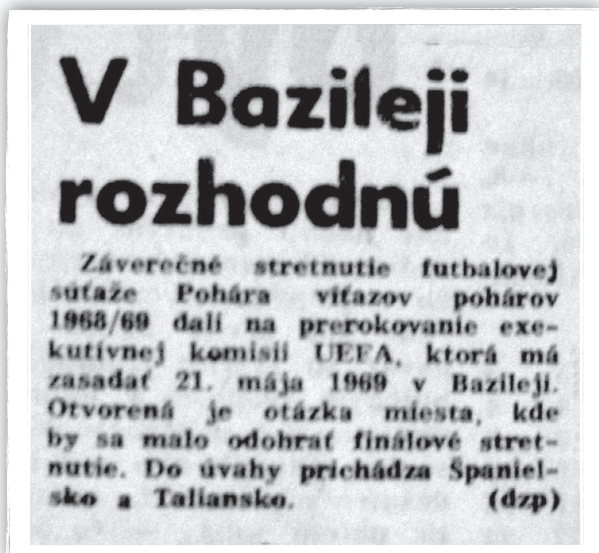 V Bazileji
rozhodnú
Záverečné stretnutie futbalovej
súťaže Pohára víťazov pohárov
1968/69 dali na prerokovanie exe-
kutívnej komisii UEFA, ktorá má
zasadať 21. mája 1969 v Bazileji.
Otvorená je otázka miesta, kde
by sa malo odohrať finálové stret-
nutie. Do úvahy prichádza Španiel-
sko a Taliansko. (dzp)